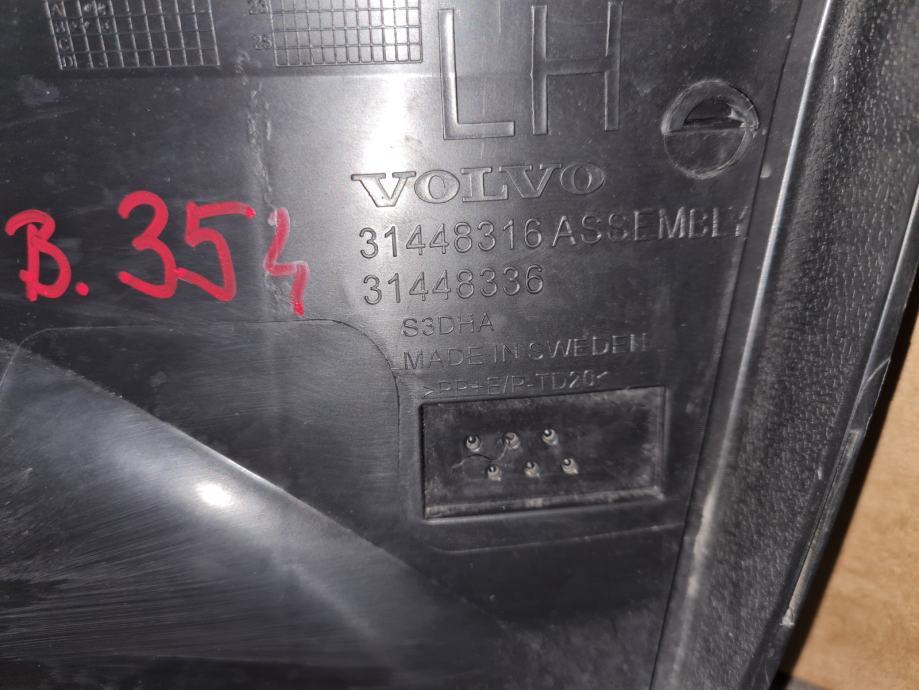 LH
VOLVO
31448316 ASSEMBLY
31448336
S3DHA
MADE IN SWEDEN
>PP+E/P-TD20<
B. 354